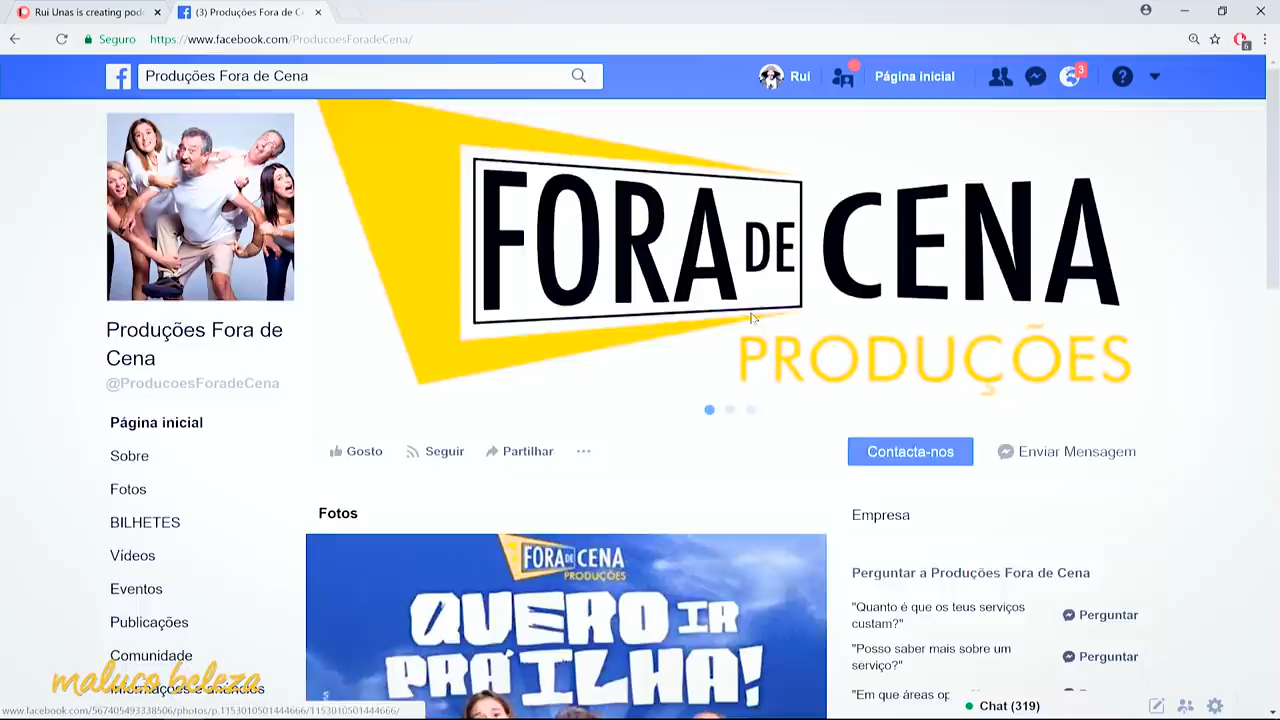 Rui Unas is creating pod
(3) Produções Fora de C
Seguro https://www.facebook.com/ProducoesForadeCena/
6
Produções Fora de Cena
Rui
Página inicial
3
FORA DE CENA
PRODUÇÕES
Produções Fora de
Cena
@ProducoesForadeCena
Página inicial
Sobre
Fotos
BILHETES
Vídeos
Eventos
Publicações
Comunidade
maluco beleza
Gosto
Seguir
Partilhar
Contacta-nos
Enviar Mensagem
Fotos
FORA DE CENA
PRODUÇÕES
QUERO IR
PRA ILHA!
Empresa
Perguntar a Produções Fora de Cena
"Quanto é que os teus serviços
custam?"
Perguntar
"Posso saber mais sobre um
serviço?"
Perguntar
"Em que áreas op
Chat (319)
www.facebook.com/567405493338506/photos/p.1153010501444666/1153010501444666/